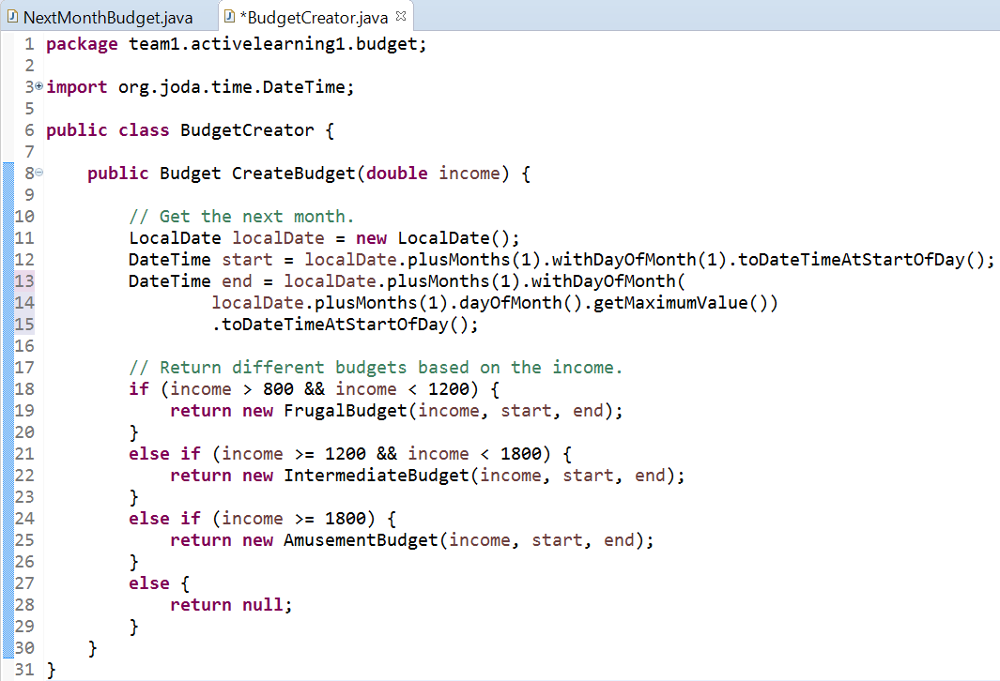 NextMonthBudget.java *BudgetCreator.java
1 package team1.activelearning1.budget;
2
3 import org.joda.time.DateTime;
5
6 public class BudgetCreator {
7
8     public Budget CreateBudget(double income) {
9
10         // Get the next month.
11         LocalDate localDate = new LocalDate();
12         DateTime start = localDate.plusMonths(1).withDayOfMonth(1).toDateTimeAtStartOfDay();
13         DateTime end = localDate.plusMonths(1).withDayOfMonth(
14                 localDate.plusMonths(1).dayOfMonth().getMaximumValue())
15                 .toDateTimeAtStartOfDay();
16
17         // Return different budgets based on the income.
18         if (income > 800 && income < 1200) {
19             return new FrugalBudget(income, start, end);
20         }
21         else if (income >= 1200 && income < 1800) {
22             return new IntermediateBudget(income, start, end);
23         }
24         else if (income >= 1800) {
25             return new AmusementBudget(income, start, end);
26         }
27         else {
28             return null;
29         }
30     }
31 }